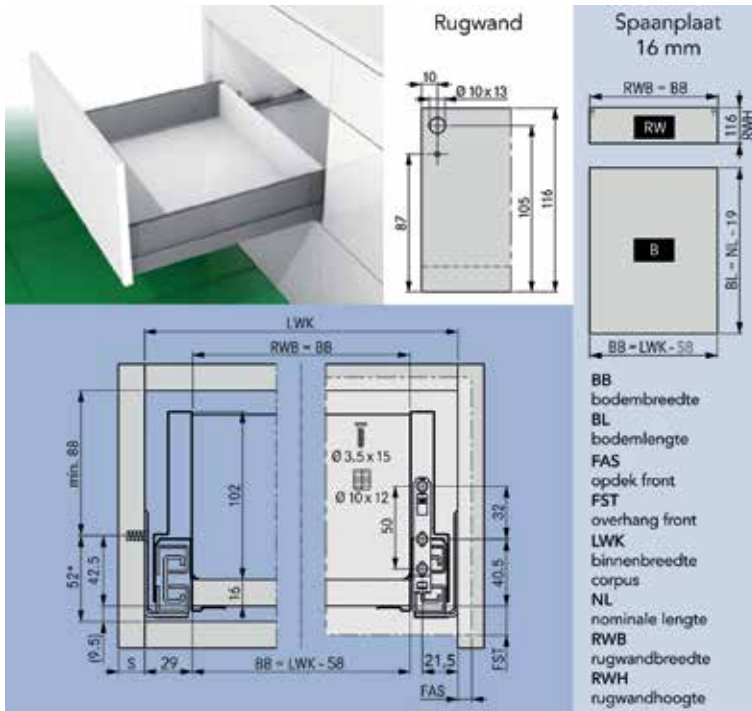 Rugwand
10
Ø 10 x 13
87
105
116
Spaanplaat
16 mm
RWB = BB
RW
116
RWH
B
BL = NL - 19
BB = LWK - 58
LWK
RWB = BB
min. 88
102
Ø 3.5 x 15
Ø 10 x 12
50
32
52*
42.5
16
40.5
(9.5)
S
29
BB = LWK - 58
21.5
FST
FAS
BB
bodembreedte
BL
bodemlengte
FAS
opdek front
FST
overhang front
LWK
binnenbreedte
corpus
NL
nominale lengte
RWB
rugwandbreedte
RWH
rugwandhoogte